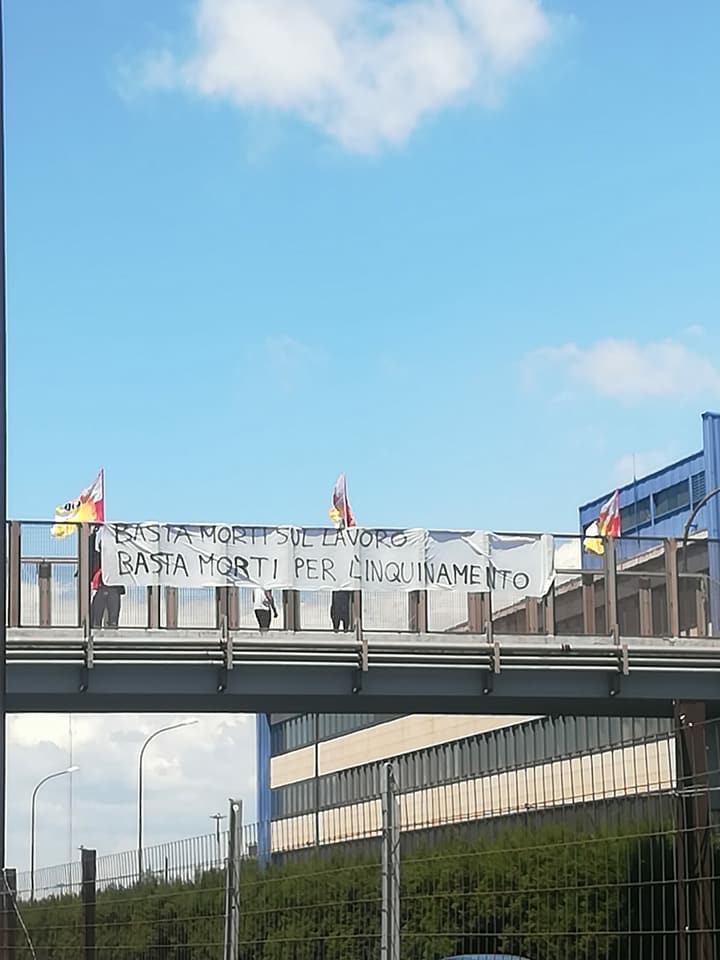 BASTA MORTI SUL LAVORO
BASTA MORTI PER L'INQUINAMENTO